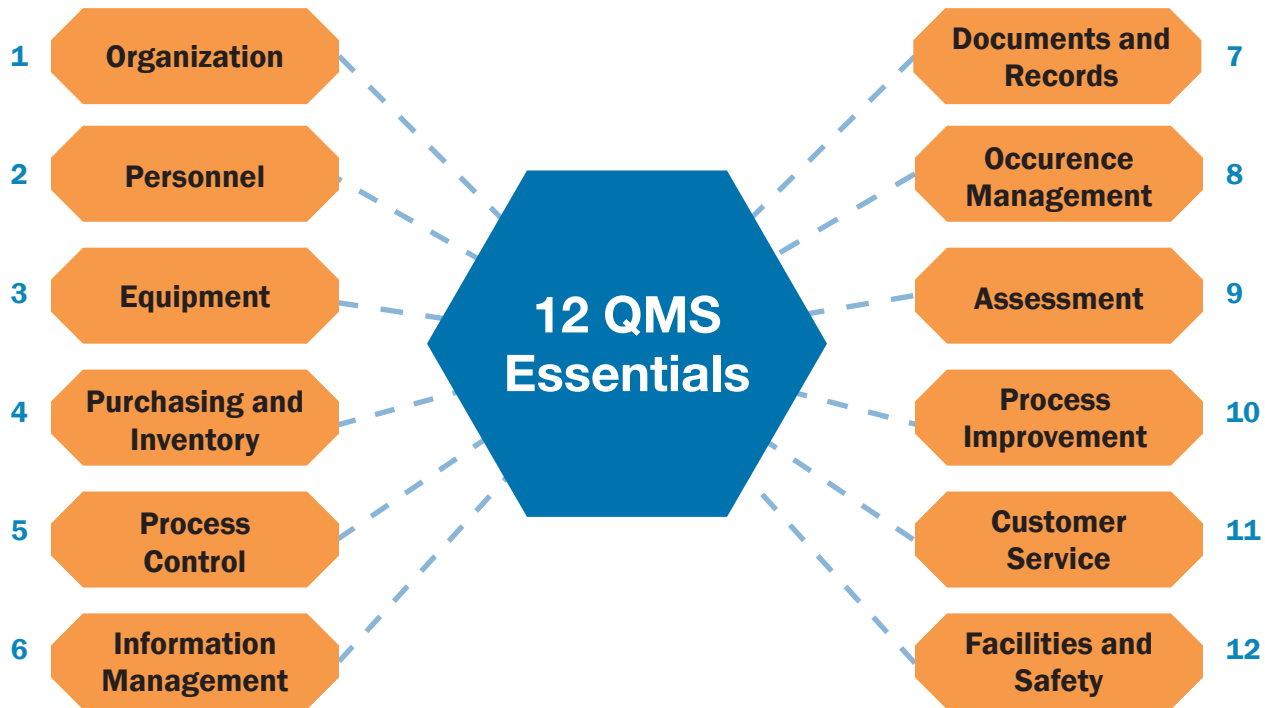 1
Organization
2
Personnel
3
Equipment
4
Purchasing and
Inventory
5
Process
Control
6
Information
Management
12 QMS
Essentials
Documents and
Records
7
Occurence
Management
8
Assessment
9
Process
Improvement
10
Customer
Service
11
Facilities and
Safety
12